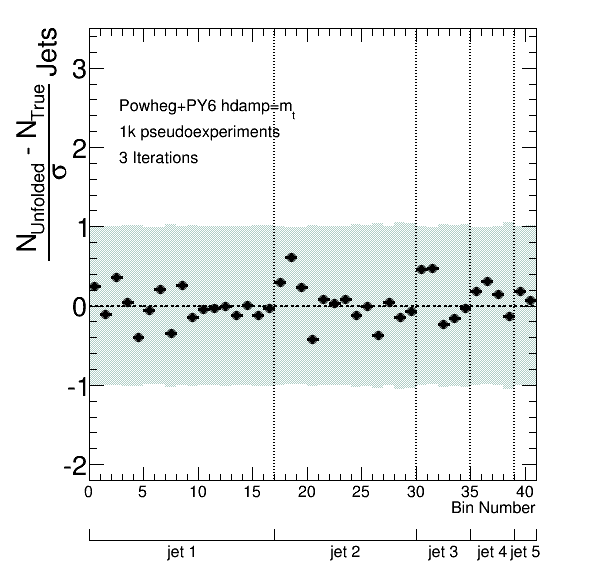 N_Unfolded - N_True Jets
σ
3
2
1
0
-1
-2
Powheg+PY6 hdamp=m_t
1k pseudoexperiments
3 Iterations
0 5 10 15 20 25 30 35 40
Bin Number
jet 1 jet 2 jet 3 jet 4 jet 5